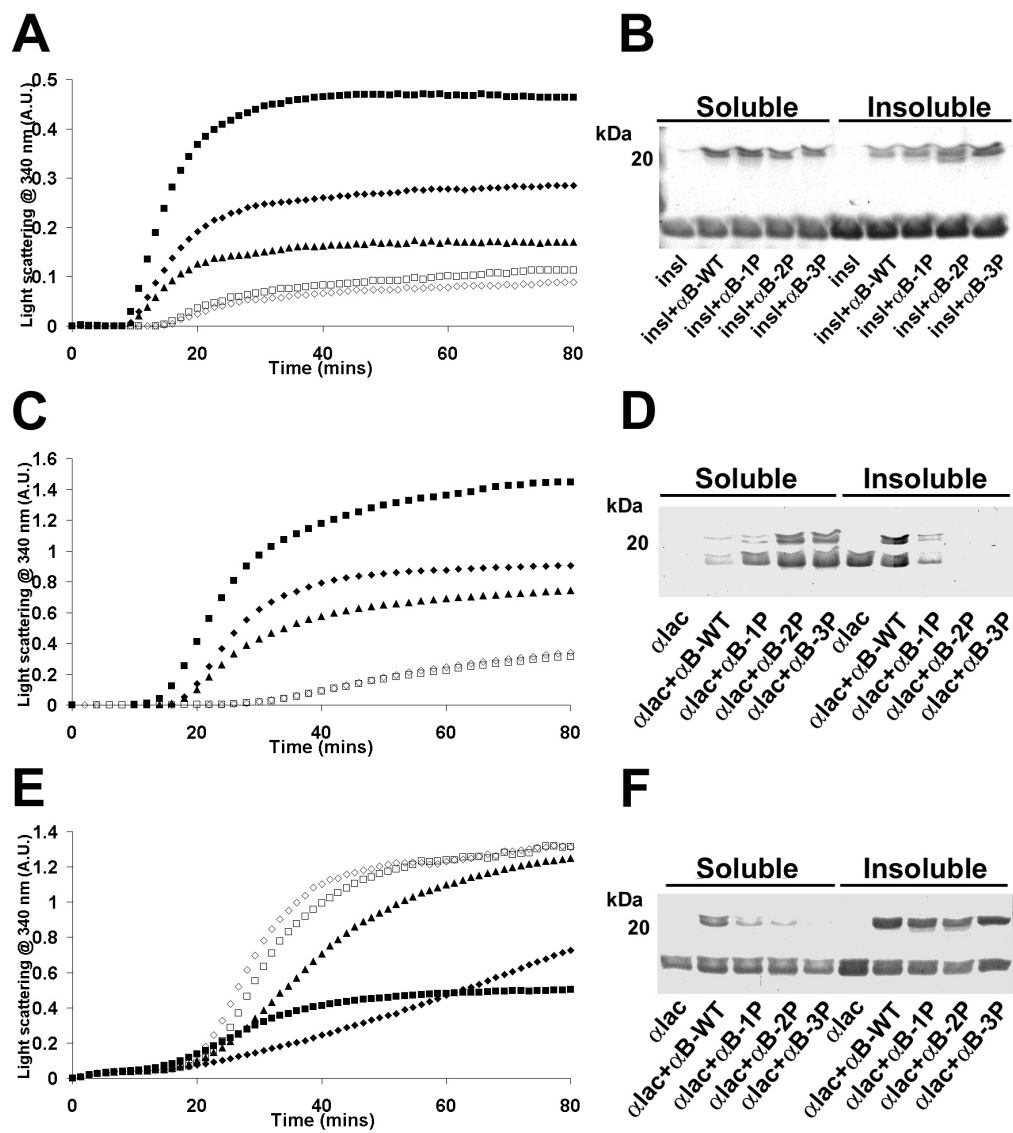 A
Light scattering @ 340 nm (A.U.)
0.5
0.4
0.3
0.2
0.1
0
0 20 40 60 80
Time (mins)
B
Soluble Insoluble
kDa
20
insl
insl+αB-WT
insl+αB-1P
insl+αB-2P
insl+αB-3P
insl
insl+αB-WT
insl+αB-1P
insl+αB-2P
insl+αB-3P
C
Light scattering @ 340 nm (A.U.)
1.6
1.4
1.2
1
0.8
0.6
0.4
0.2
0
0 20 40 60 80
Time (mins)
D
Soluble Insoluble
kDa
20
αlac
αlac+αB-WT
αlac+αB-1P
αlac+αB-2P
αlac+αB-3P
αlac
αlac+αB-WT
αlac+αB-1P
αlac+αB-2P
αlac+αB-3P
E
Light scattering @ 340 nm (A.U.)
1.4
1.2
1
0.8
0.6
0.4
0.2
0
0 20 40 60 80
Time (mins)
F
Soluble Insoluble
kDa
20
αlac
αlac+αB-WT
αlac+αB-1P
αlac+αB-2P
αlac+αB-3P
αlac
αlac+αB-WT
αlac+αB-1P
αlac+αB-2P
αlac+αB-3P